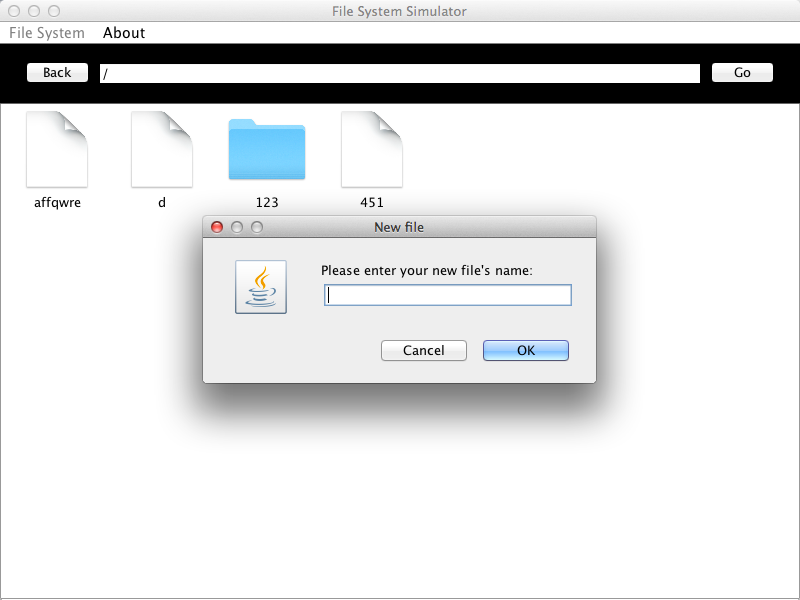 File System Simulator
File System About
Back / Go
affqwre d 123 451
New file
Please enter your new file's name:
Cancel OK